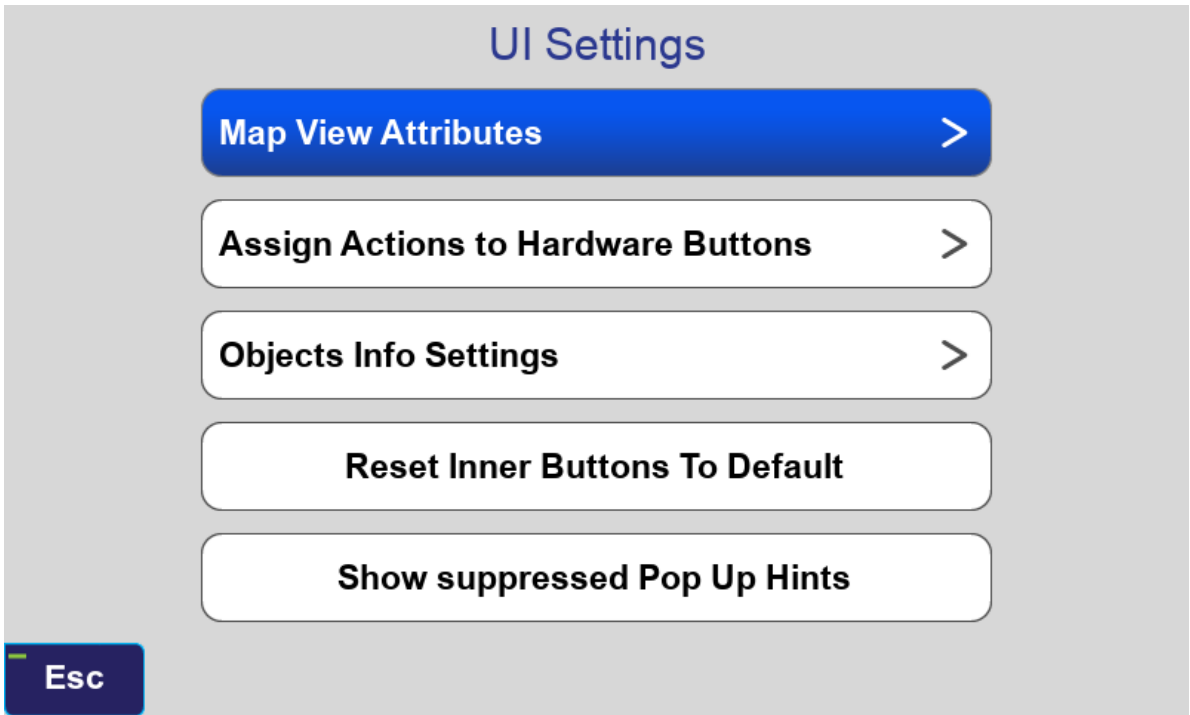 UI Settings
Map View Attributes >
Assign Actions to Hardware Buttons >
Objects Info Settings >
Reset Inner Buttons To Default
Show suppressed Pop Up Hints
Esc